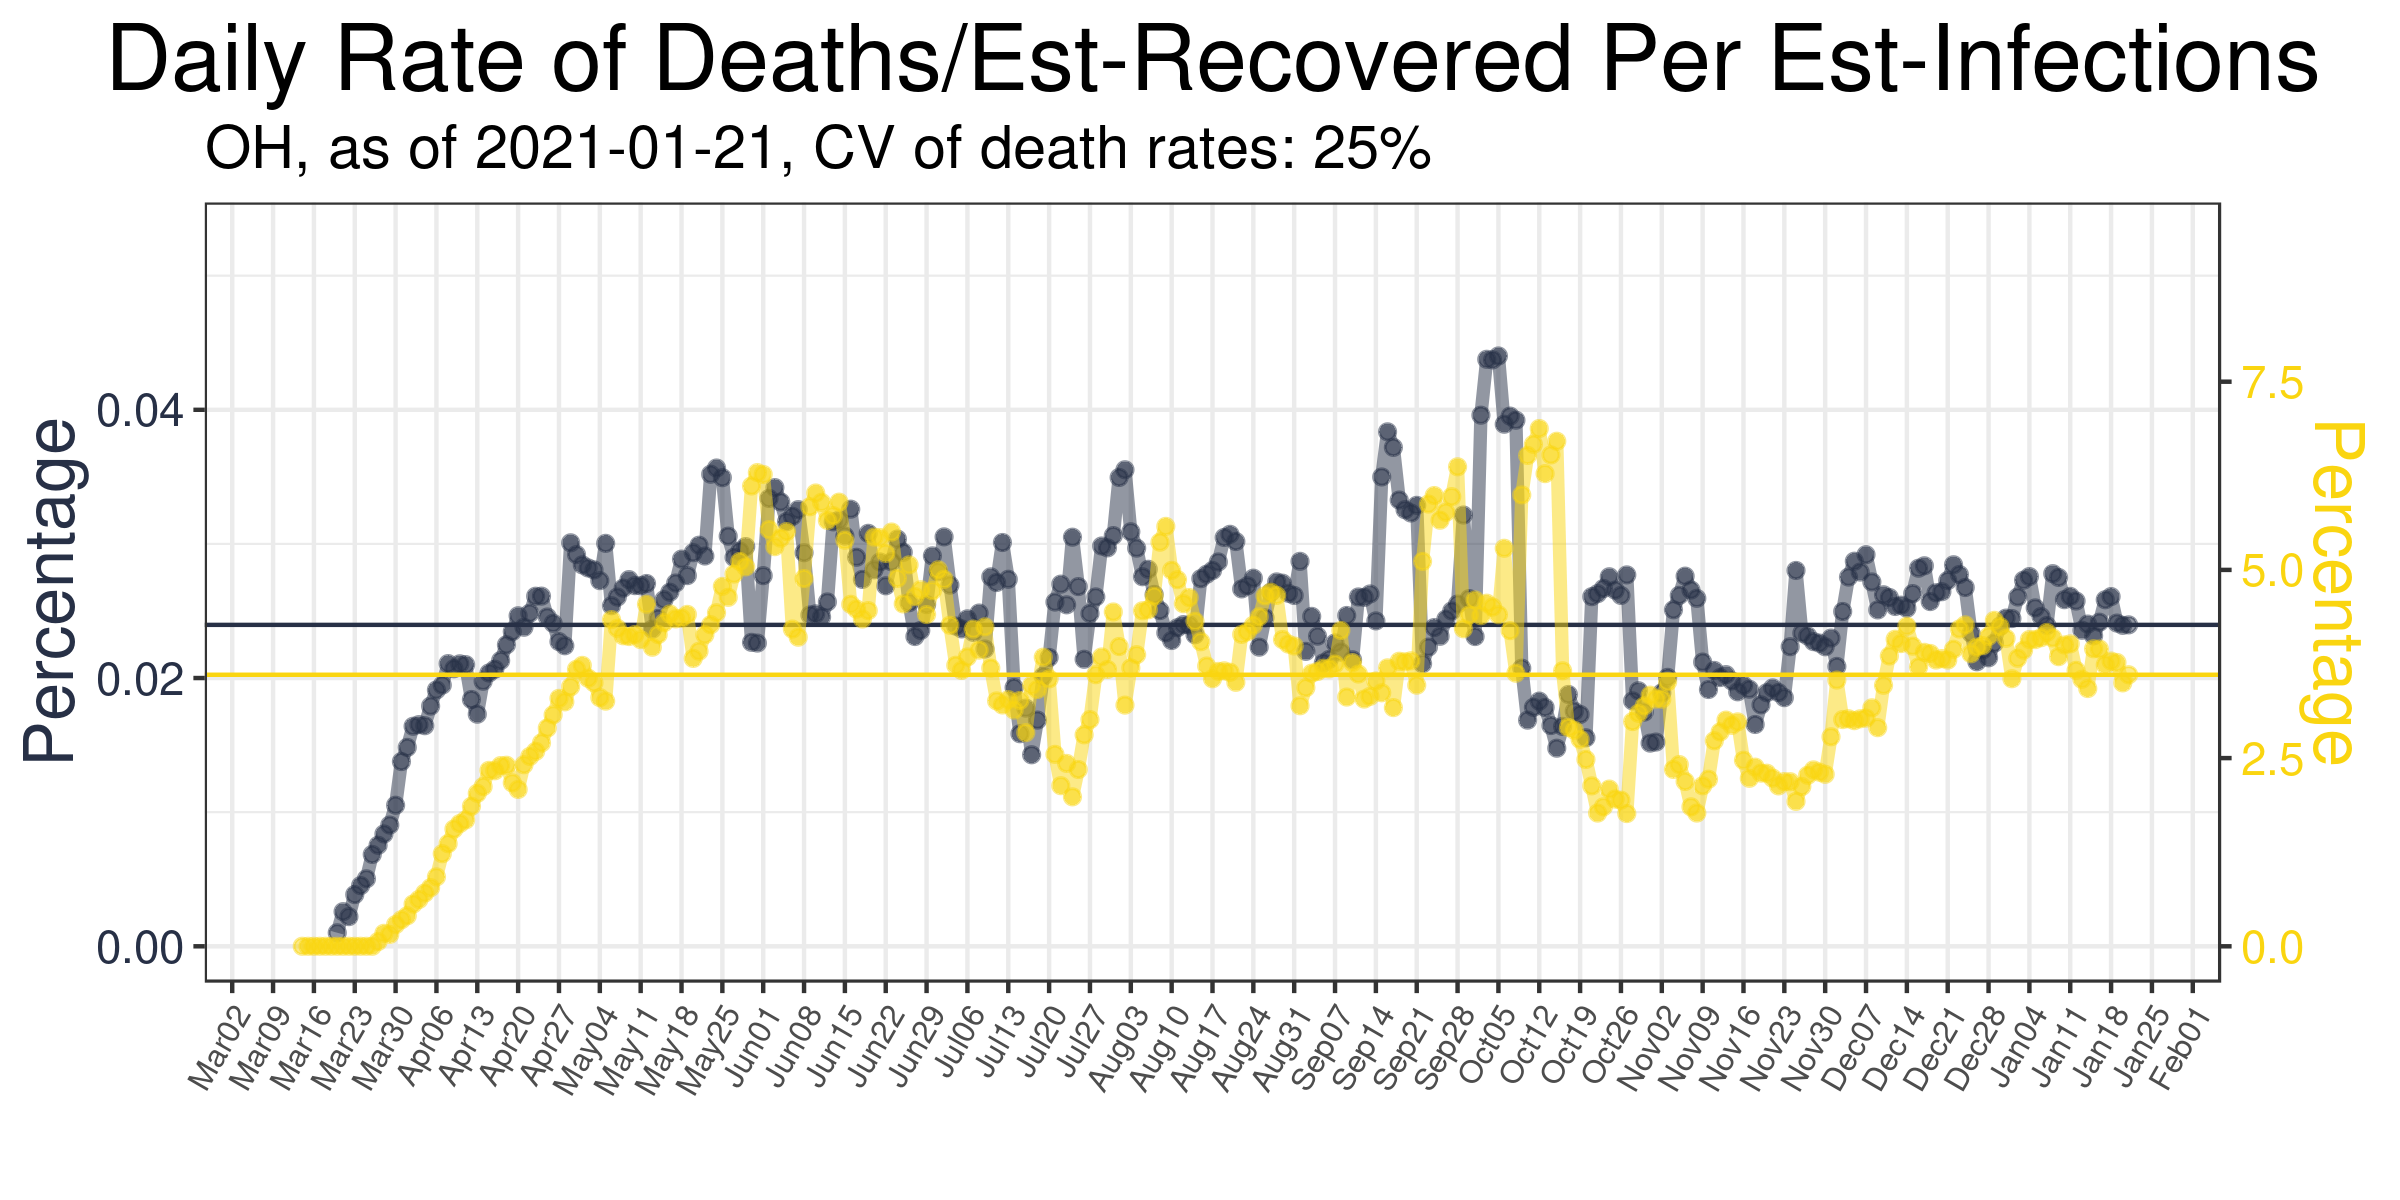 Daily Rate of Deaths/Est-Recovered Per Est-Infections
OH, as of 2021-01-21, CV of death rates: 25%
Percentage
0.04
0.02
0.00
7.5
5.0
2.5
0.0
Percentage
Mar02
Mar09
Mar16
Mar23
Mar30
Apr06
Apr13
Apr20
Apr27
May04
May11
May18
May25
Jun01
Jun08
Jun15
Jun22
Jun29
Jul06
Jul13
Jul20
Jul27
Aug03
Aug10
Aug17
Aug24
Aug31
Sep07
Sep14
Sep21
Sep28
Oct05
Oct12
Oct19
Oct26
Nov02
Nov09
Nov16
Nov23
Nov30
Dec07
Dec14
Dec21
Dec28
Jan04
Jan11
Jan18
Jan25
Feb01